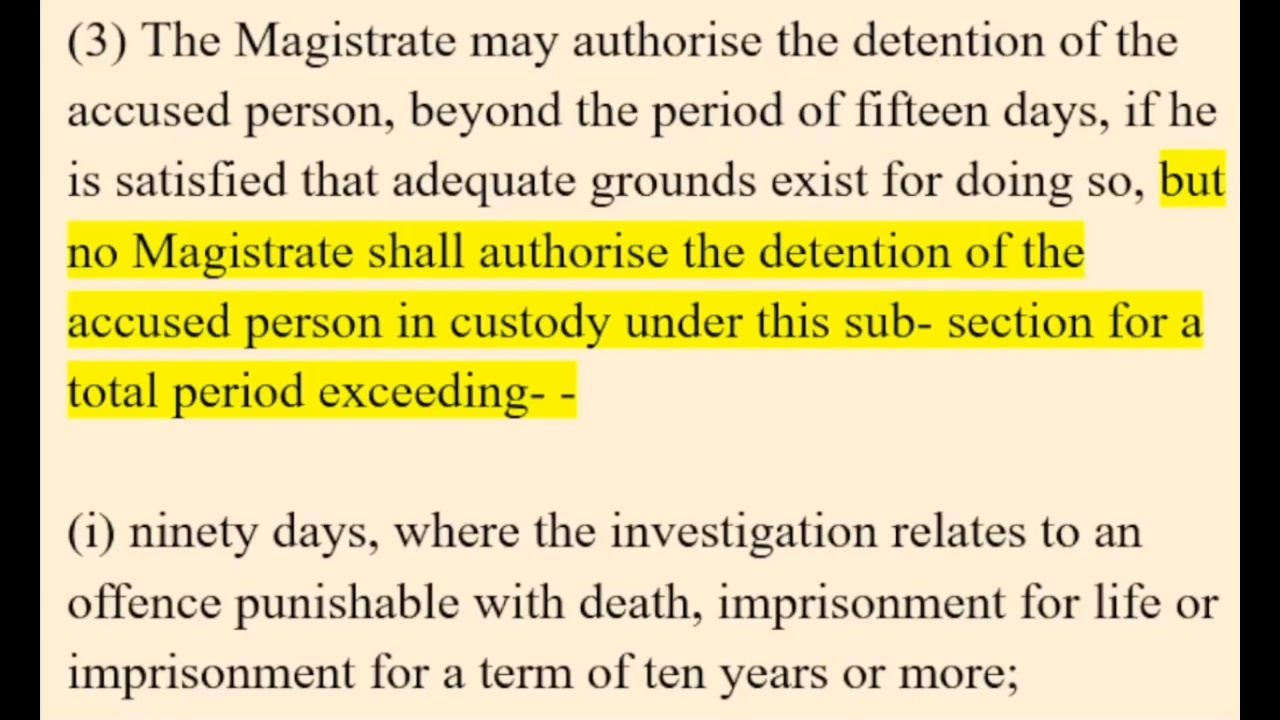 (3) The Magistrate may authorise the detention of the
accused person, beyond the period of fifteen days, if he
is satisfied that adequate grounds exist for doing so, but
no Magistrate shall authorise the detention of the
accused person in custody under this sub- section for a
total period exceeding- -
(i) ninety days, where the investigation relates to an
offence punishable with death, imprisonment for life or
imprisonment for a term of ten years or more;